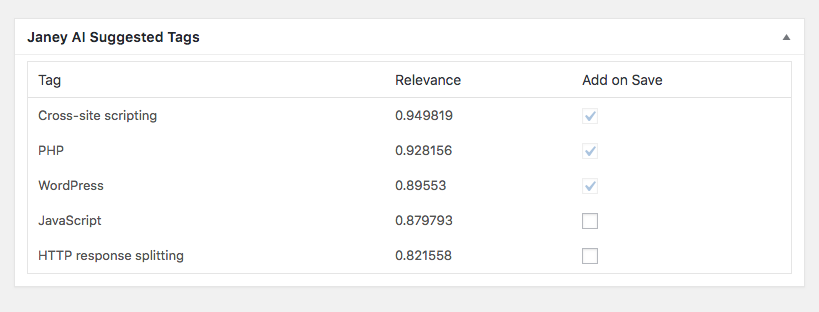 Janey AI Suggested Tags
Tag Relevance Add on Save
Cross-site scripting 0.949819
PHP 0.928156
WordPress 0.89553
JavaScript 0.879793
HTTP response splitting 0.821558